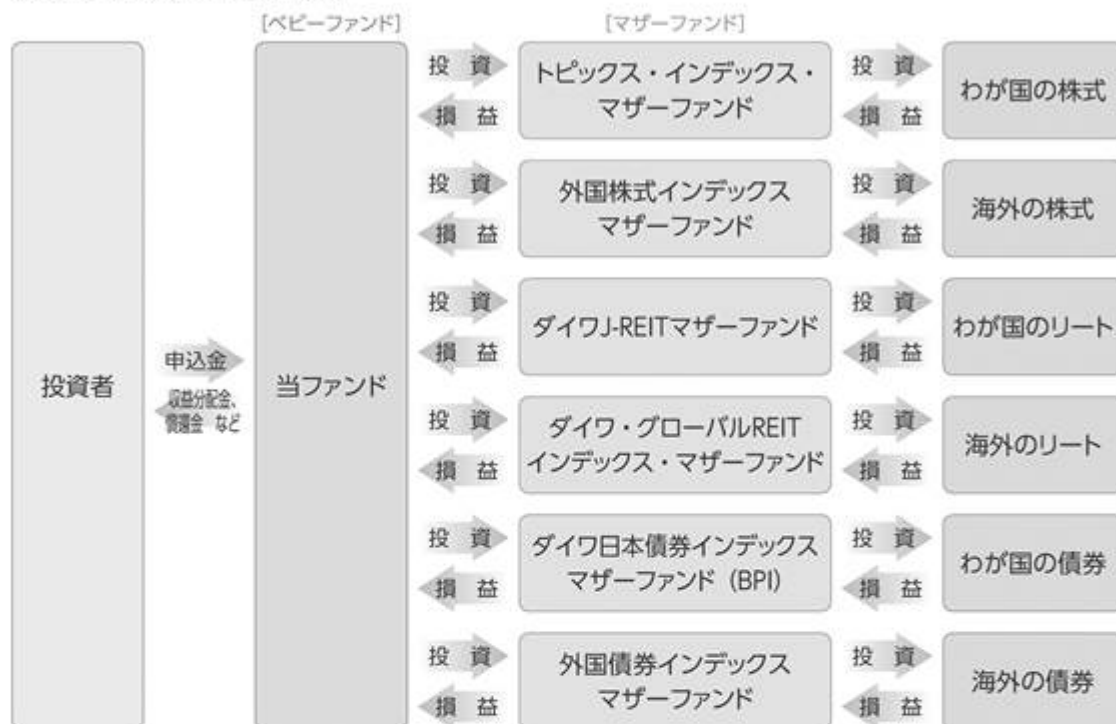 [ベビーファンド]
[マザーファンド]
投資者
申込金
収益分配金、
償還金 など
当ファンド
投 資
損 益
トピックス・インデックス・
マザーファンド
投 資
損 益
わが国の株式
投 資
損 益
外国株式インデックス
マザーファンド
投 資
損 益
海外の株式
投 資
損 益
ダイワJ-REITマザーファンド
投 資
損 益
わが国のリート
投 資
損 益
ダイワ・グローバルREIT
インデックス・マザーファンド
投 資
損 益
海外のリート
投 資
損 益
ダイワ日本債券インデックス
マザーファンド（BPI）
投 資
損 益
わが国の債券
投 資
損 益
外国債券インデックス
マザーファンド
投 資
損 益
海外の債券